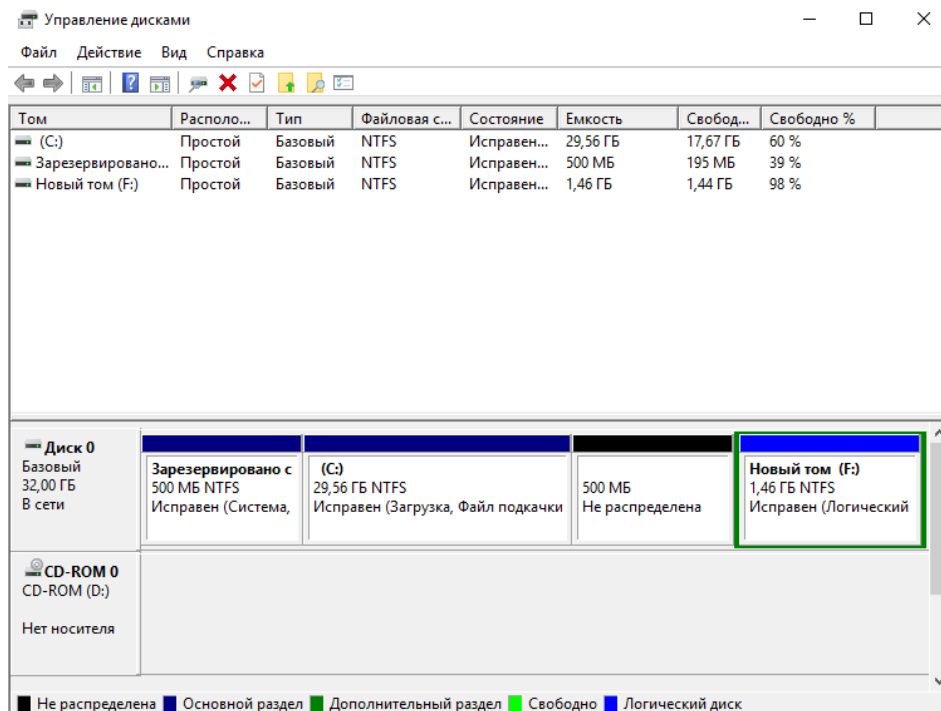 Управление дисками
Файл Действие Вид Справка
Том Располо... Тип Файловая с... Состояние Емкость Свобод... Свободно %
(C:) Простой Базовый NTFS Исправен... 29,56 ГБ 17,67 ГБ 60 %
Зарезервировано... Простой Базовый NTFS Исправен... 500 МБ 195 МБ 39 %
Новый том (F:) Простой Базовый NTFS Исправен... 1,46 ГБ 1,44 ГБ 98 %
Диск 0
Базовый
32,00 ГБ
В сети
Зарезервировано с
500 МБ NTFS
Исправен (Система,
(C:)
29,56 ГБ NTFS
Исправен (Загрузка, Файл подкачки
500 МБ
Не распределена
Новый том (F:)
1,46 ГБ NTFS
Исправен (Логический
CD-ROM 0
CD-ROM (D:)
Нет носителя
Не распределена Основной раздел Дополнительный раздел Свободно Логический диск